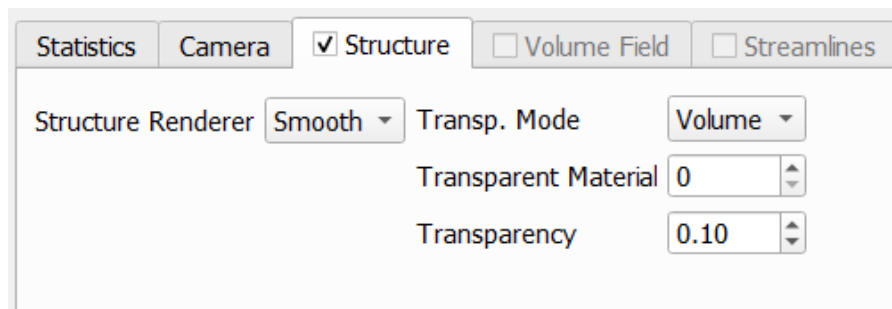 Statistics Camera Structure Volume Field Streamlines
Structure Renderer Smooth Transp. Mode Volume
Transparent Material 0
Transparency 0.10